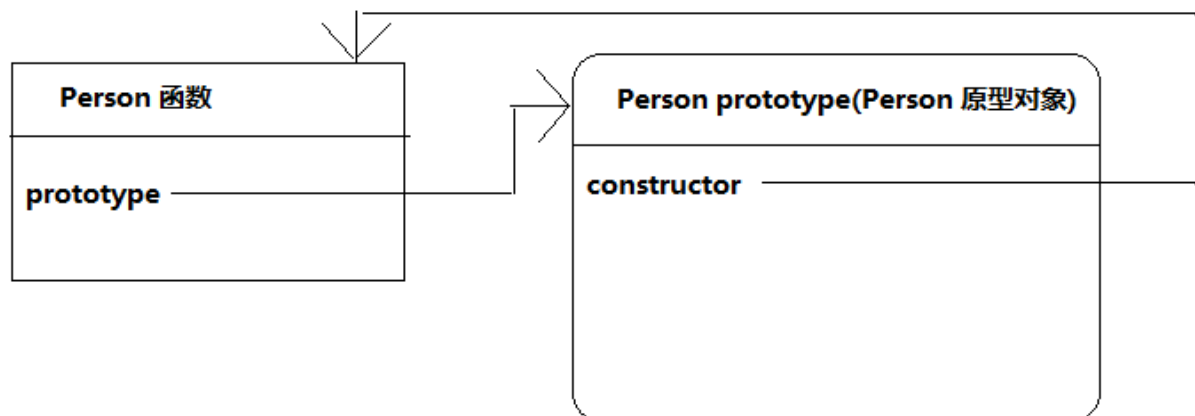 Person 函数
prototype
Person prototype(Person 原型对象)
constructor